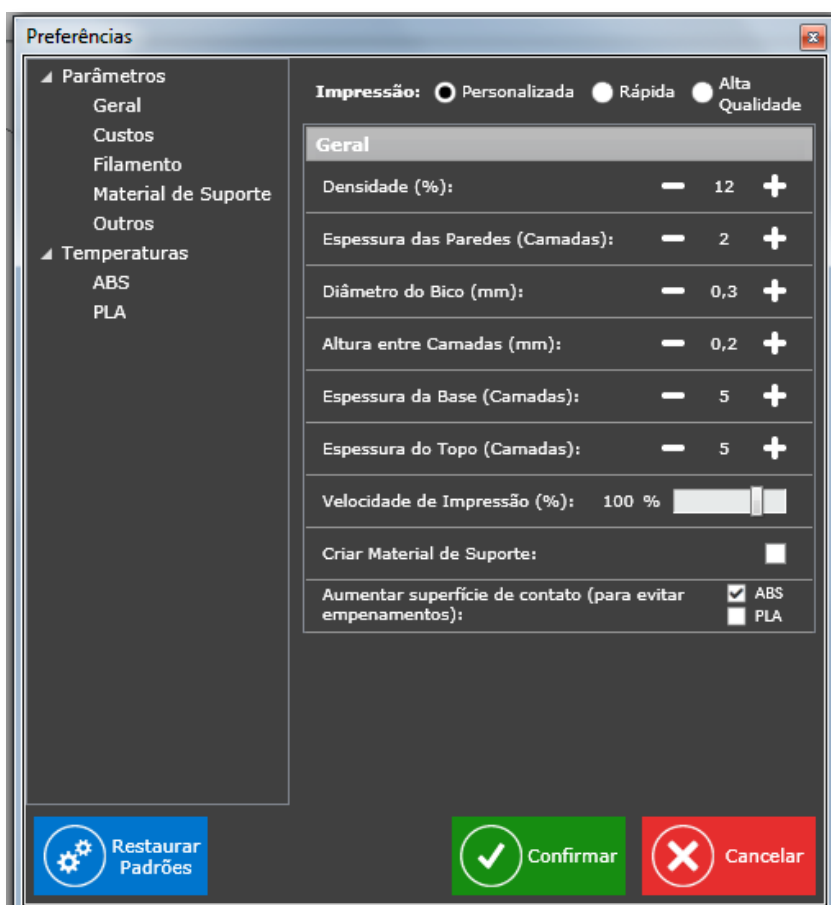 Preferências
Parâmetros
Geral
Custos
Filamento
Material de Suporte
Outros
Temperaturas
ABS
PLA
Impressão: Personalizada Rápida Alta
Qualidade
Geral
Densidade (%): 12
Espessura das Paredes (Camadas): 2
Diâmetro do Bico (mm): 0,3
Altura entre Camadas (mm): 0,2
Espessura da Base (Camadas): 5
Espessura do Topo (Camadas): 5
Velocidade de Impressão (%): 100 %
Criar Material de Suporte:
Aumentar superfície de contato (para evitar ABS
empenamentos): PLA
Restaurar
Padrões
Confirmar
Cancelar